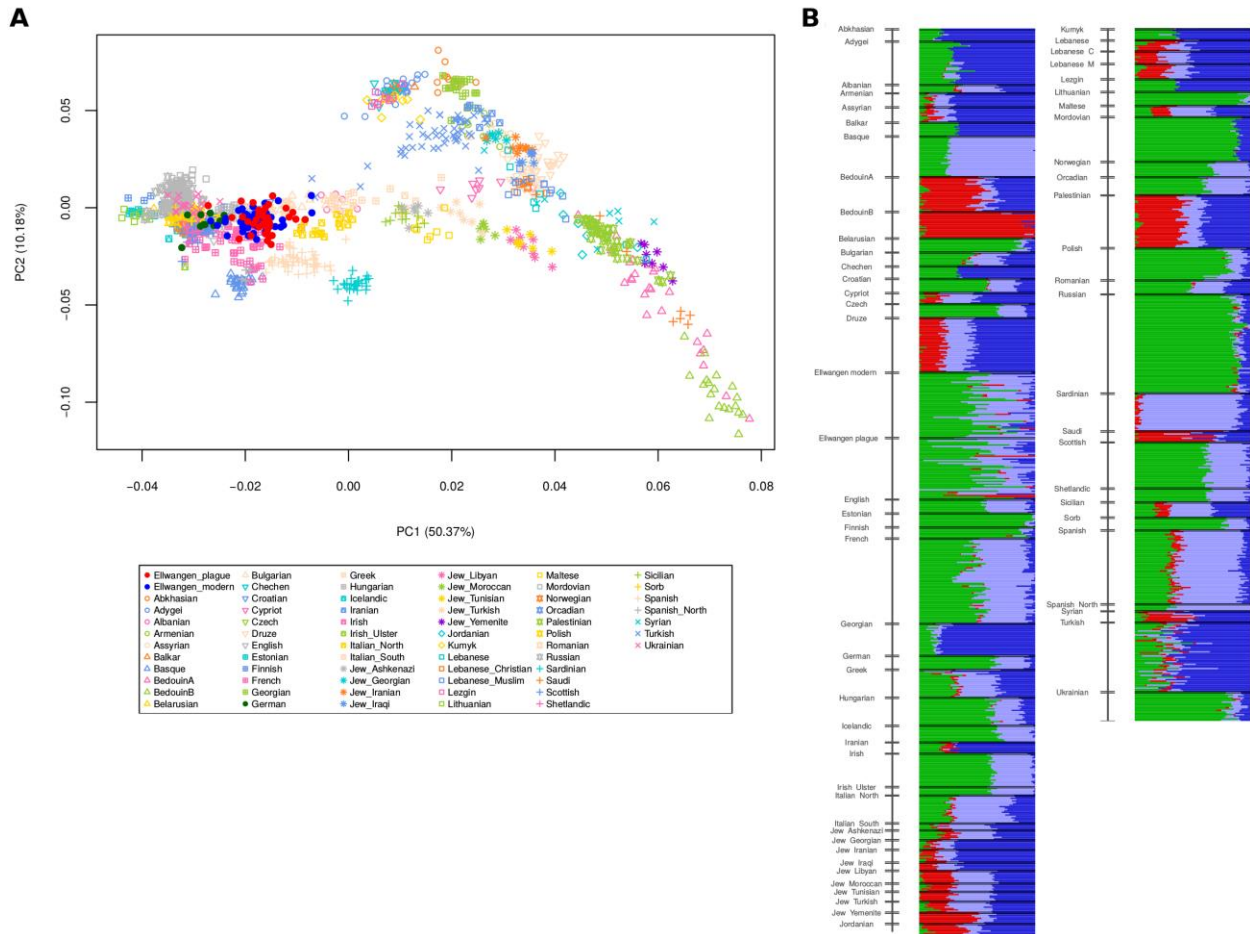 A
B
0.05
0.00
−0.05
−0.10
PC2 (10.18%)
−0.04
−0.02
0.00
0.02
0.04
0.06
0.08
PC1 (50.37%)
Ellwangen_plague
Ellwangen_modern
Abkhasian
Adygei
Albanian
Armenian
Assyrian
Balkar
Basque
BedouinA
BedouinB
Belarusian
Bulgarian
Chechen
Croatian
Cypriot
Czech
Druze
English
Estonian
Finnish
French
Georgian
German
Greek
Hungarian
Icelandic
Iranian
Irish
Irish_Ulster
Italian_North
Italian_South
Jew_Ashkenazi
Jew_Georgian
Jew_Iranian
Jew_Iraqi
Jew_Libyan
Jew_Moroccan
Jew_Tunisian
Jew_Turkish
Jew_Yemenite
Jordanian
Kumyk
Lebanese
Lebanese_Christian
Lebanese_Muslim
Lezgin
Lithuanian
Maltese
Mordovian
Norwegian
Orcadian
Palestinian
Polish
Romanian
Russian
Sardinian
Saudi
Scottish
Shetlandic
Sicilian
Sorb
Spanish
Spanish_North
Syrian
Turkish
Ukrainian
Abkhasian
Adygei
Albanian
Armenian
Assyrian
Balkar
Basque
BedouinA
BedouinB
Belarusian
Bulgarian
Chechen
Croatian
Cypriot
Czech
Druze
Ellwangen modern
Ellwangen plague
English
Estonian
Finnish
French
Georgian
German
Greek
Hungarian
Icelandic
Iranian
Irish
Irish Ulster
Italian North
Italian South
Jew Ashkenazi
Jew Georgian
Jew Iranian
Jew Iraqi
Jew Libyan
Jew Moroccan
Jew Tunisian
Jew Turkish
Jew Yemenite
Jordanian
Kumyk
Lebanese
Lebanese C
Lebanese M
Lezgin
Lithuanian
Maltese
Mordovian
Norwegian
Orcadian
Palestinian
Polish
Romanian
Russian
Sardinian
Saudi
Scottish
Shetlandic
Sicilian
Sorb
Spanish
Spanish North
Syrian
Turkish
Ukrainian